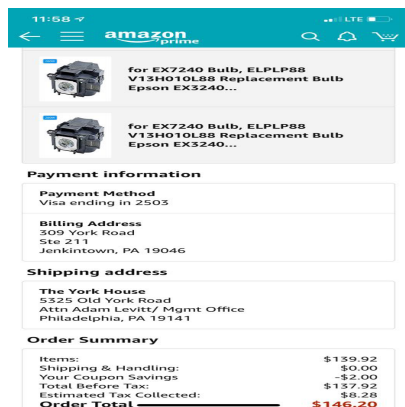 11:58
LTE
amazon
prime
for EX7240 Bulb, ELPLP88
V13H010L88 Replacement Bulb
Epson EX3240...
for EX7240 Bulb, ELPLP88
V13H010L88 Replacement Bulb
Epson EX3240...
Payment information
Payment Method
Visa ending in 2503
Billing Address
309 York Road
Ste 211
Jenkintown, PA 19046
Shipping address
The York House
5325 Old York Road
Attn Adam Levitt/ Mgmt Office
Philadelphia, PA 19141
Order Summary
Items: $139.92
Shipping & Handling: $0.00
Your Coupon Savings -$2.00
Total Before Tax: $137.92
Estimated Tax Collected: $8.28
Order Total $146.20